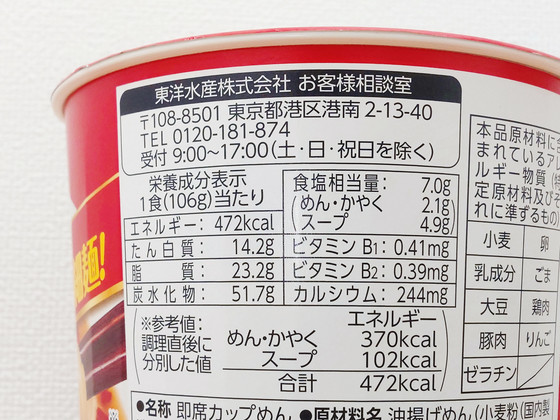 東洋水産株式会社 お客様相談室
〒108-8501 東京都港区港南2-13-40
TEL 0120-181-874
受付 9:00~17:00(土・日・祝日を除く)
栄養成分表示
1食(106g)当たり
エネルギー: 472kcal
たん白質: 14.2g
脂質: 23.2g
炭水化物: 51.7g
食塩相当量: 7.0g
(めん・かやく 2.1g)
スープ 4.9g
ビタミン B1: 0.41mg
ビタミン B2: 0.39mg
カルシウム: 244mg
※参考値:
調理直後に
分別した値
エネルギー
めん・かやく 370kcal
スープ 102kcal
合計 472kcal
本品原材料に含
まれているア
ルギー物質(特
定原材料及びそ
れに準ずるもの)
小麦 卵
乳成分 ごま
大豆 鶏肉
豚肉 りんご
ゼラチン
●名称 即席カップめん ●原材料名 油揚げめん(小麦粉(国内製
麺!